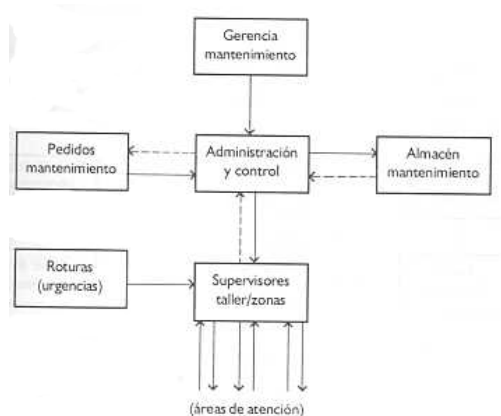 Gerencia
mantenimiento
Pedidos
mantenimiento
Administración
y control
Almacén
mantenimiento
Roturas
(urgencias)
Supervisores
taller/zonas
(áreas de atención)